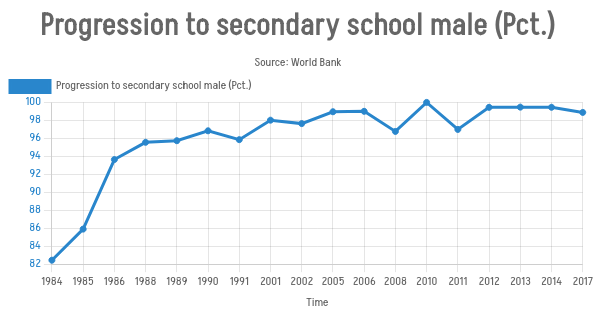 Progression to secondary school male (Pct.)
Source: World Bank
Progression to secondary school male (Pct.)
100
98
96
94
92
90
88
86
84
82
1984 1985 1986 1988 1989 1990 1991 2001 2002 2005 2006 2008 2010 2011 2012 2013 2014 2017
Time